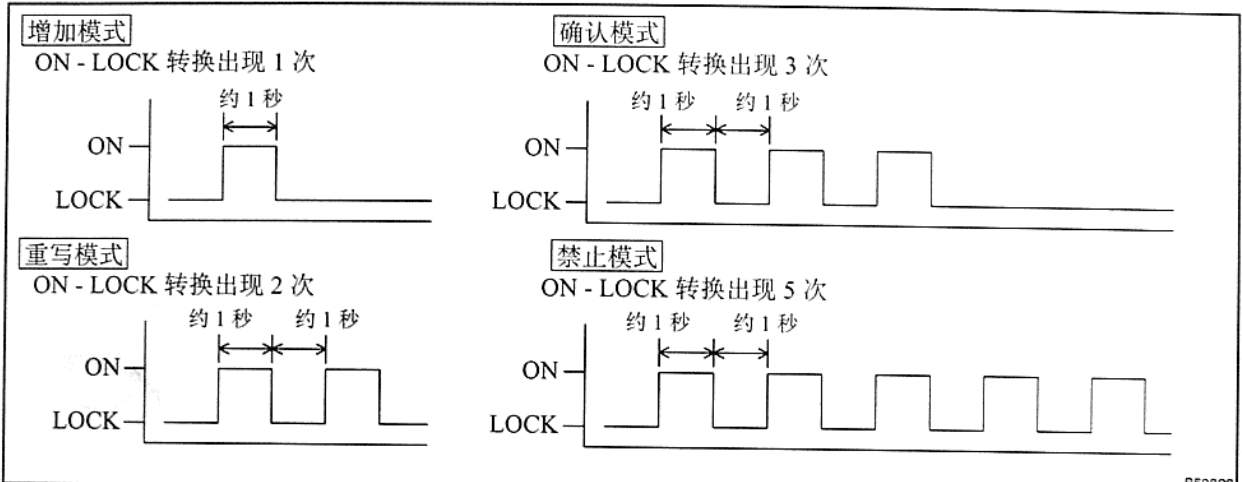 增加模式
ON - LOCK 转换出现 1 次
约 1 秒
ON
LOCK
确认模式
ON - LOCK 转换出现 3 次
约 1 秒 约 1 秒
ON
LOCK
重写模式
ON - LOCK 转换出现 2 次
约 1 秒 约 1 秒
ON
LOCK
禁止模式
ON - LOCK 转换出现 5 次
约 1 秒 约 1 秒
ON
LOCK